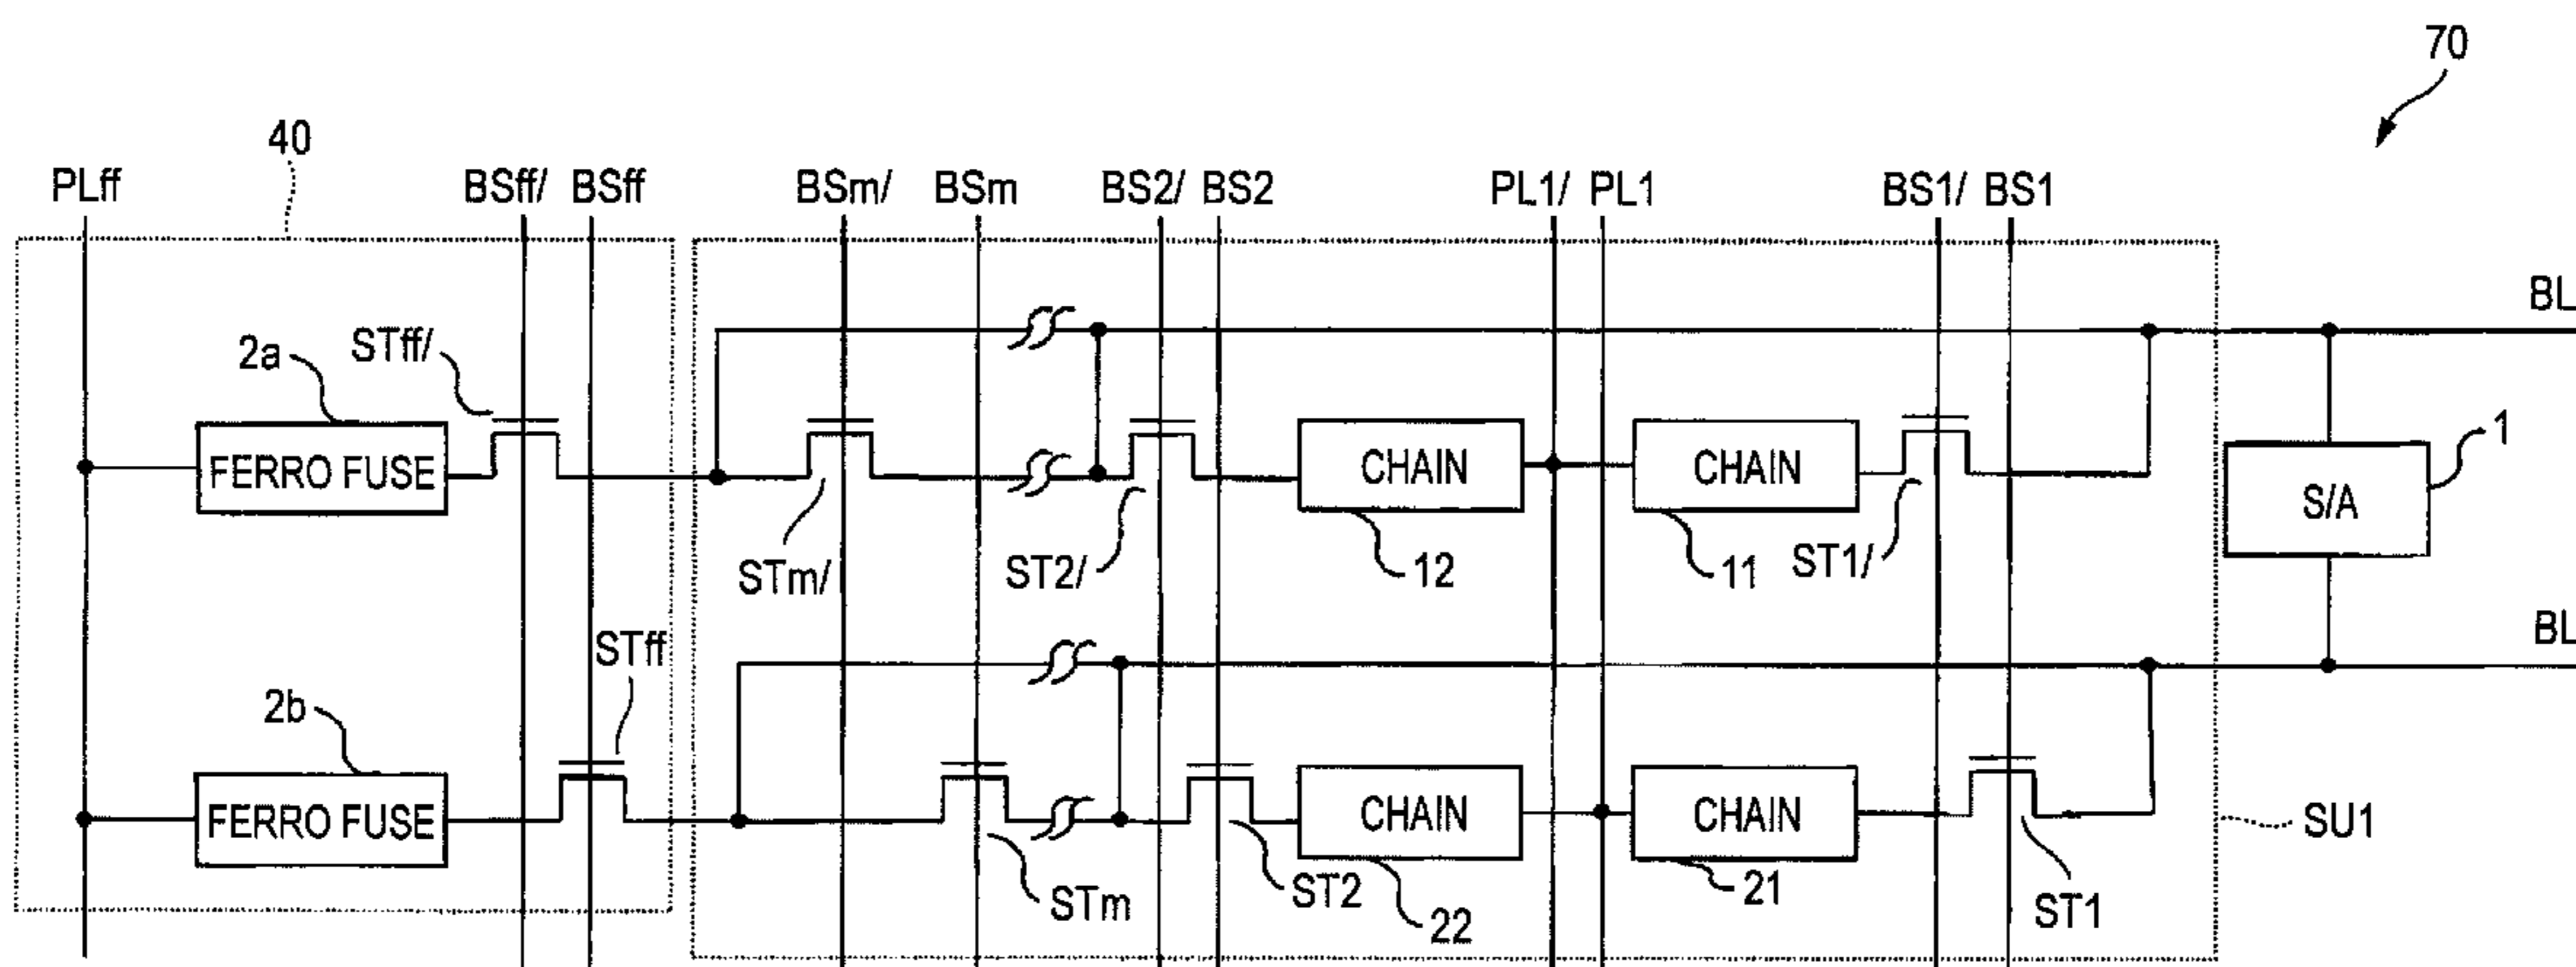 70
40
PLff BSff/ BSff BSm/ BSm BS2/ BS2 PL1/ PL1 BS1/ BS1
BL
2a STff/
FERRO FUSE CHAIN CHAIN 1
S/A
STm/ ST2/ 12 11 ST1/
STff BL
2b
FERRO FUSE CHAIN CHAIN SU1
STm ST2 22 21 ST1